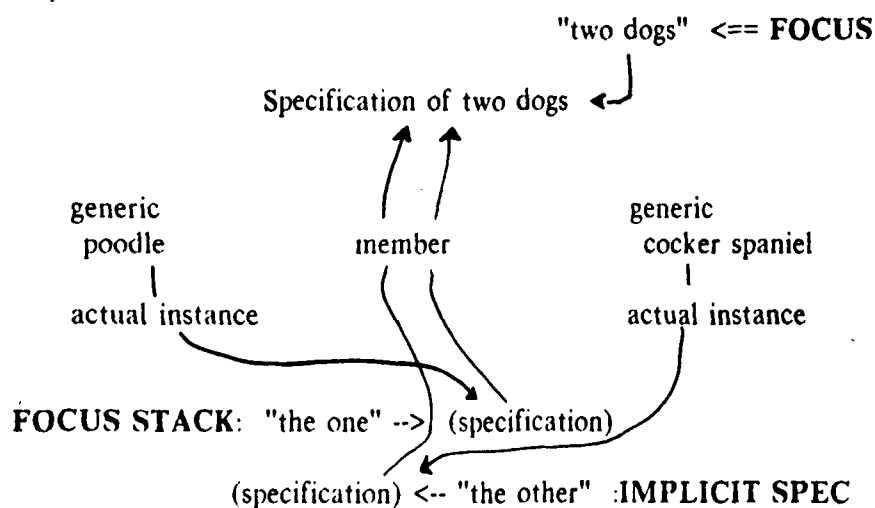 "two dogs" <== FOCUS
Specification of two dogs
generic
poodle
member
generic
cocker spaniel
actual instance
actual instance
FOCUS STACK: "the one" --> (specification)
(specification) <-- "the other" :IMPLICIT SPEC